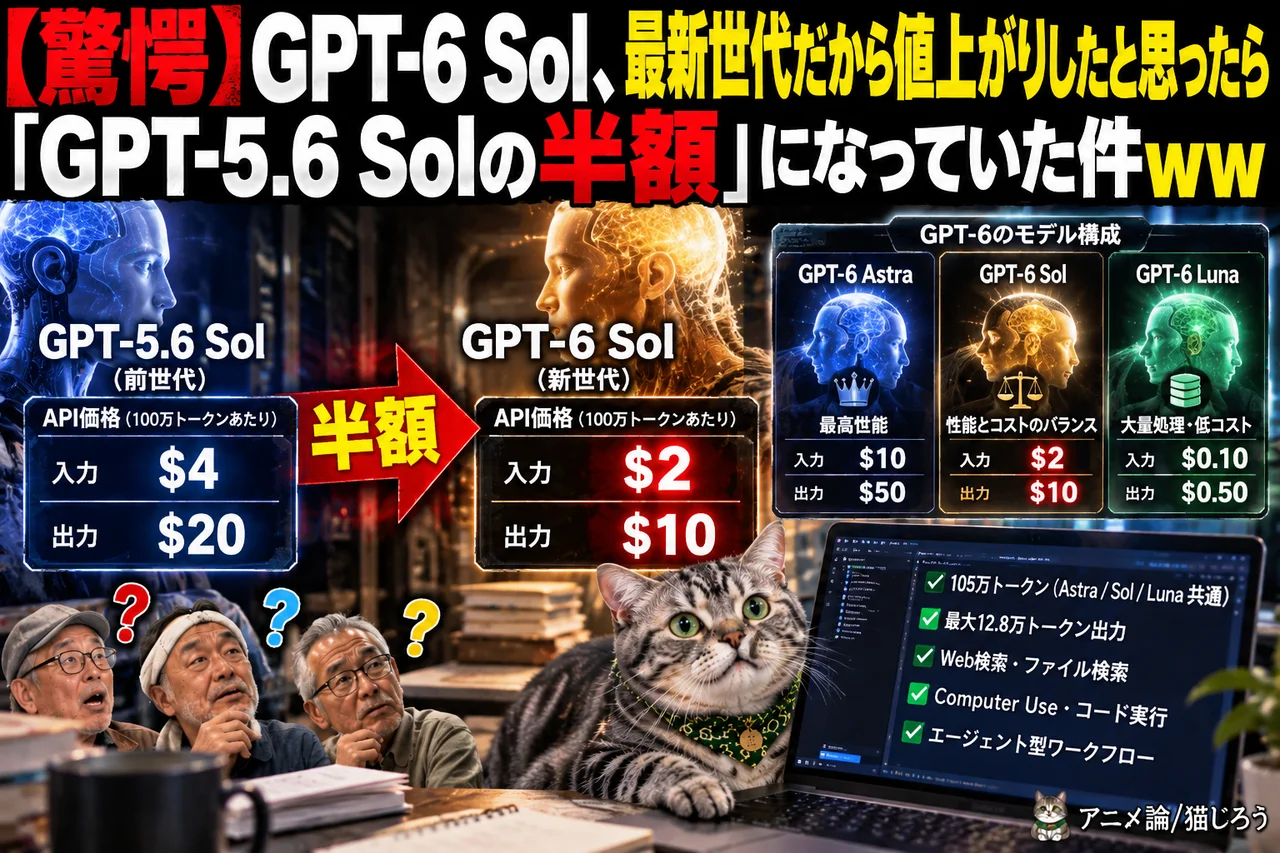 【驚愕】GPT-6 Sol、最新世代だから値上がりしたと思ったら
「GPT-5.6 Solの半額」になっていた件ww
GPT-5.6 Sol
(前世代)
API価格(100万トークンあたり)
入力 $4
出力 $20
半額
GPT-6 Sol
(新世代)
API価格(100万トークンあたり)
入力 $2
出力 $10
GPT-6のモデル構成
GPT-6 Astra
最高世能
入力 $10
出力 $50
GPT-6 Sol
性能とコストのバランス
入力 $2
出力 $10
GPT-6 Luna
大量処理・低コスト
入力 $0.10
出力 $0.50
?
?
?
105万トークン(Astra / Sol / Luna 共通)
最大12.8万トークン出力
Web検索・ファイル検索
Computer Use・コード実行
エージェント型ワークフロー
アニメ論/猫じろう